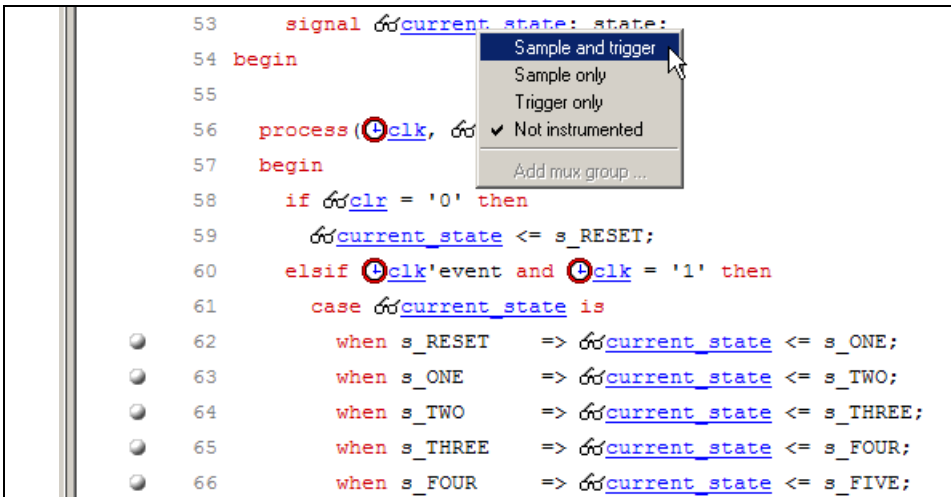 53 signal current_state: state;
Sample and trigger
54 begin
Sample only
55
Trigger only
56 process(clk,
✔ Not instrumented
57 begin
Add mux group ...
58 if clr = '0' then
59 current_state <= s_RESET;
60 elsif clk'event and clk = '1' then
61 case current_state is
62 when s_RESET => current_state <= s_ONE;
63 when s_ONE => current_state <= s_TWO;
64 when s_TWO => current_state <= s_THREE;
65 when s_THREE => current_state <= s_FOUR;
66 when s_FOUR => current_state <= s_FIVE;